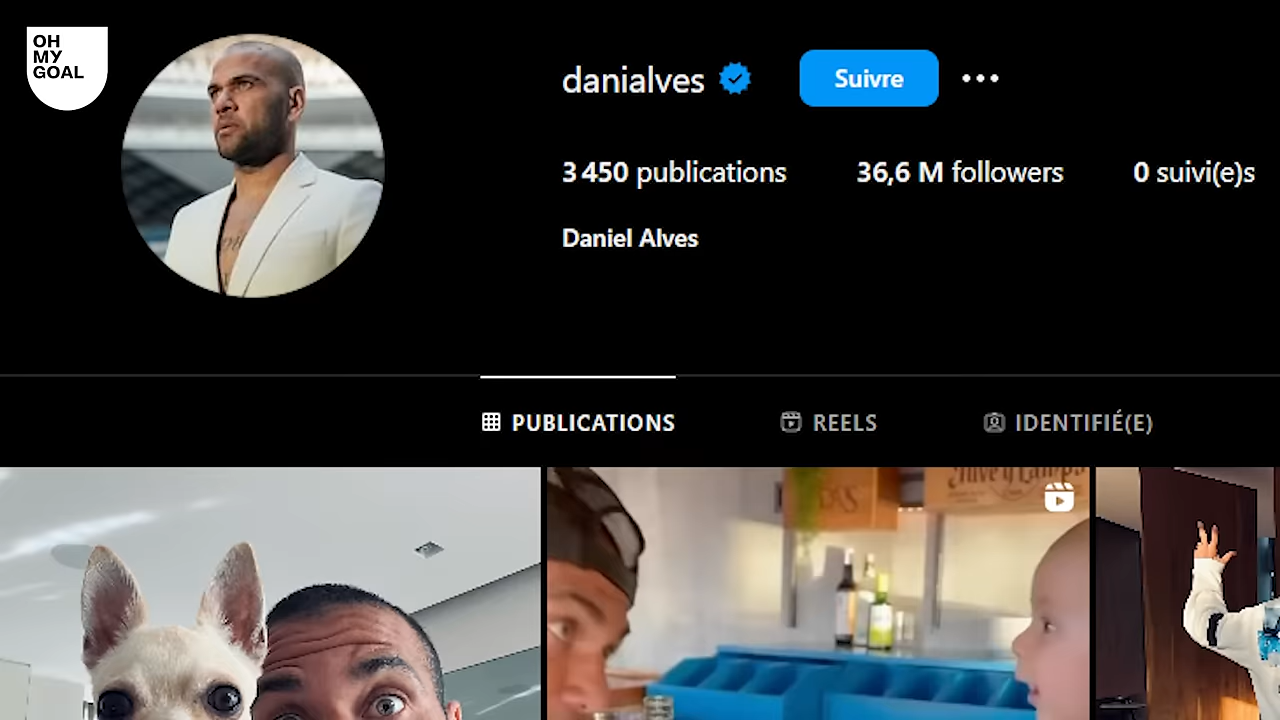 OH
MY
GOAL
danialves
Suivre
3 450 publications
36,6 M followers
0 suivi(e)s
Daniel Alves
PUBLICATIONS
REELS
IDENTIFIÉ(E)